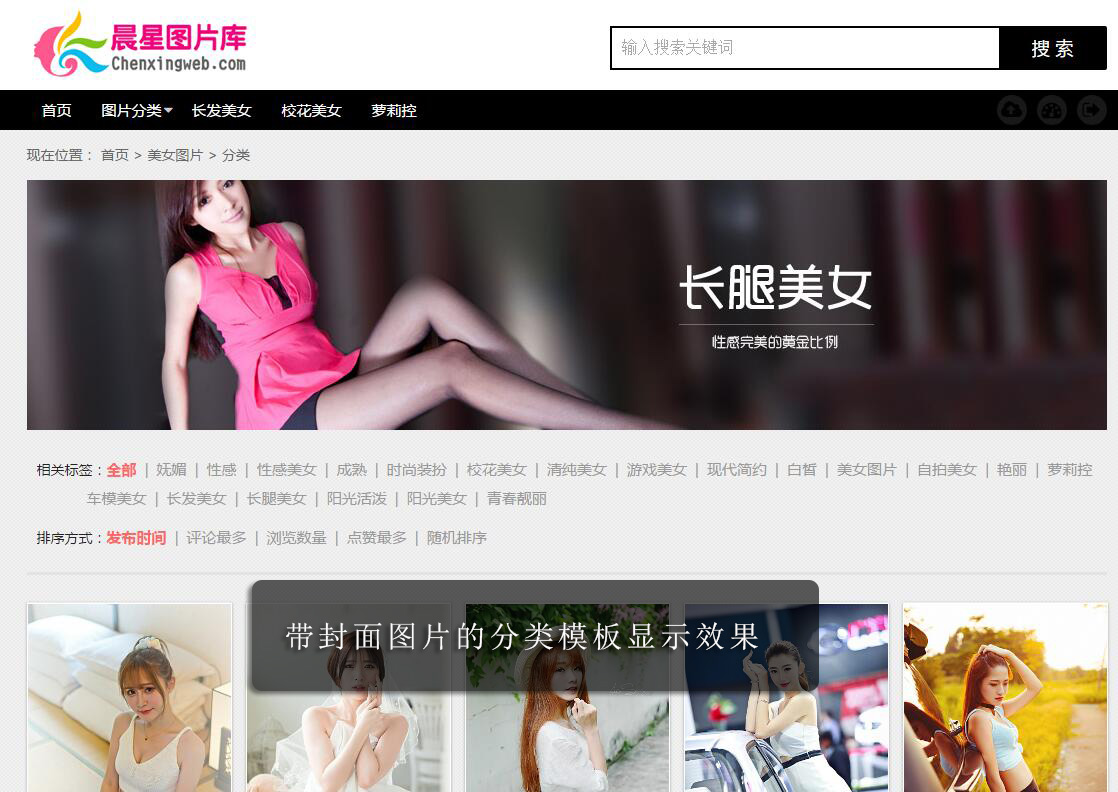 晨星图片库
Chenxingweb.com
输入搜索关键词
搜 索
首页 图片分类 长发美女 校花美女 萝莉控
现在位置： 首页 > 美女图片 > 分类
长腿美女
性感完美的黄金比例
相关标签：全部 | 妩媚 | 性感 | 性感美女 | 成熟 | 时尚装扮 | 校花美女 | 清纯美女 | 游戏美女 | 现代简约 | 白皙 | 美女图片 | 自拍美女 | 艳丽 | 萝莉控
车模美女 | 长发美女 | 长腿美女 | 阳光活泼 | 阳光美女 | 青春靓丽
排序方式：发布时间 | 评论最多 | 浏览数量 | 点赞最多 | 随机排序
带封面图片的分类模板显示效果